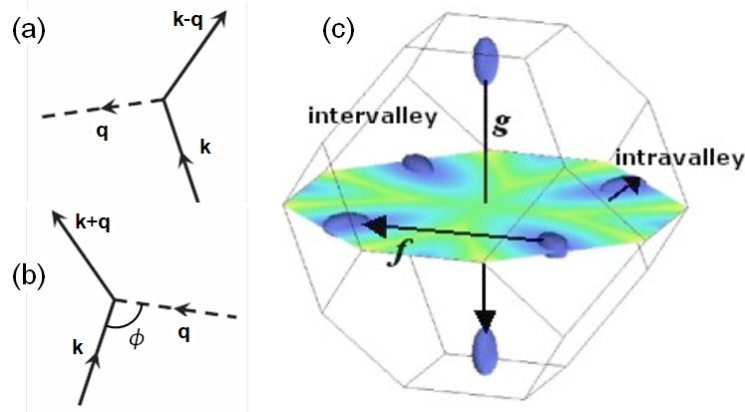 (a)
k-q
q
k
(b)
k+q
k
ϕ
q
(c)
intervalley
g
intravalley
f